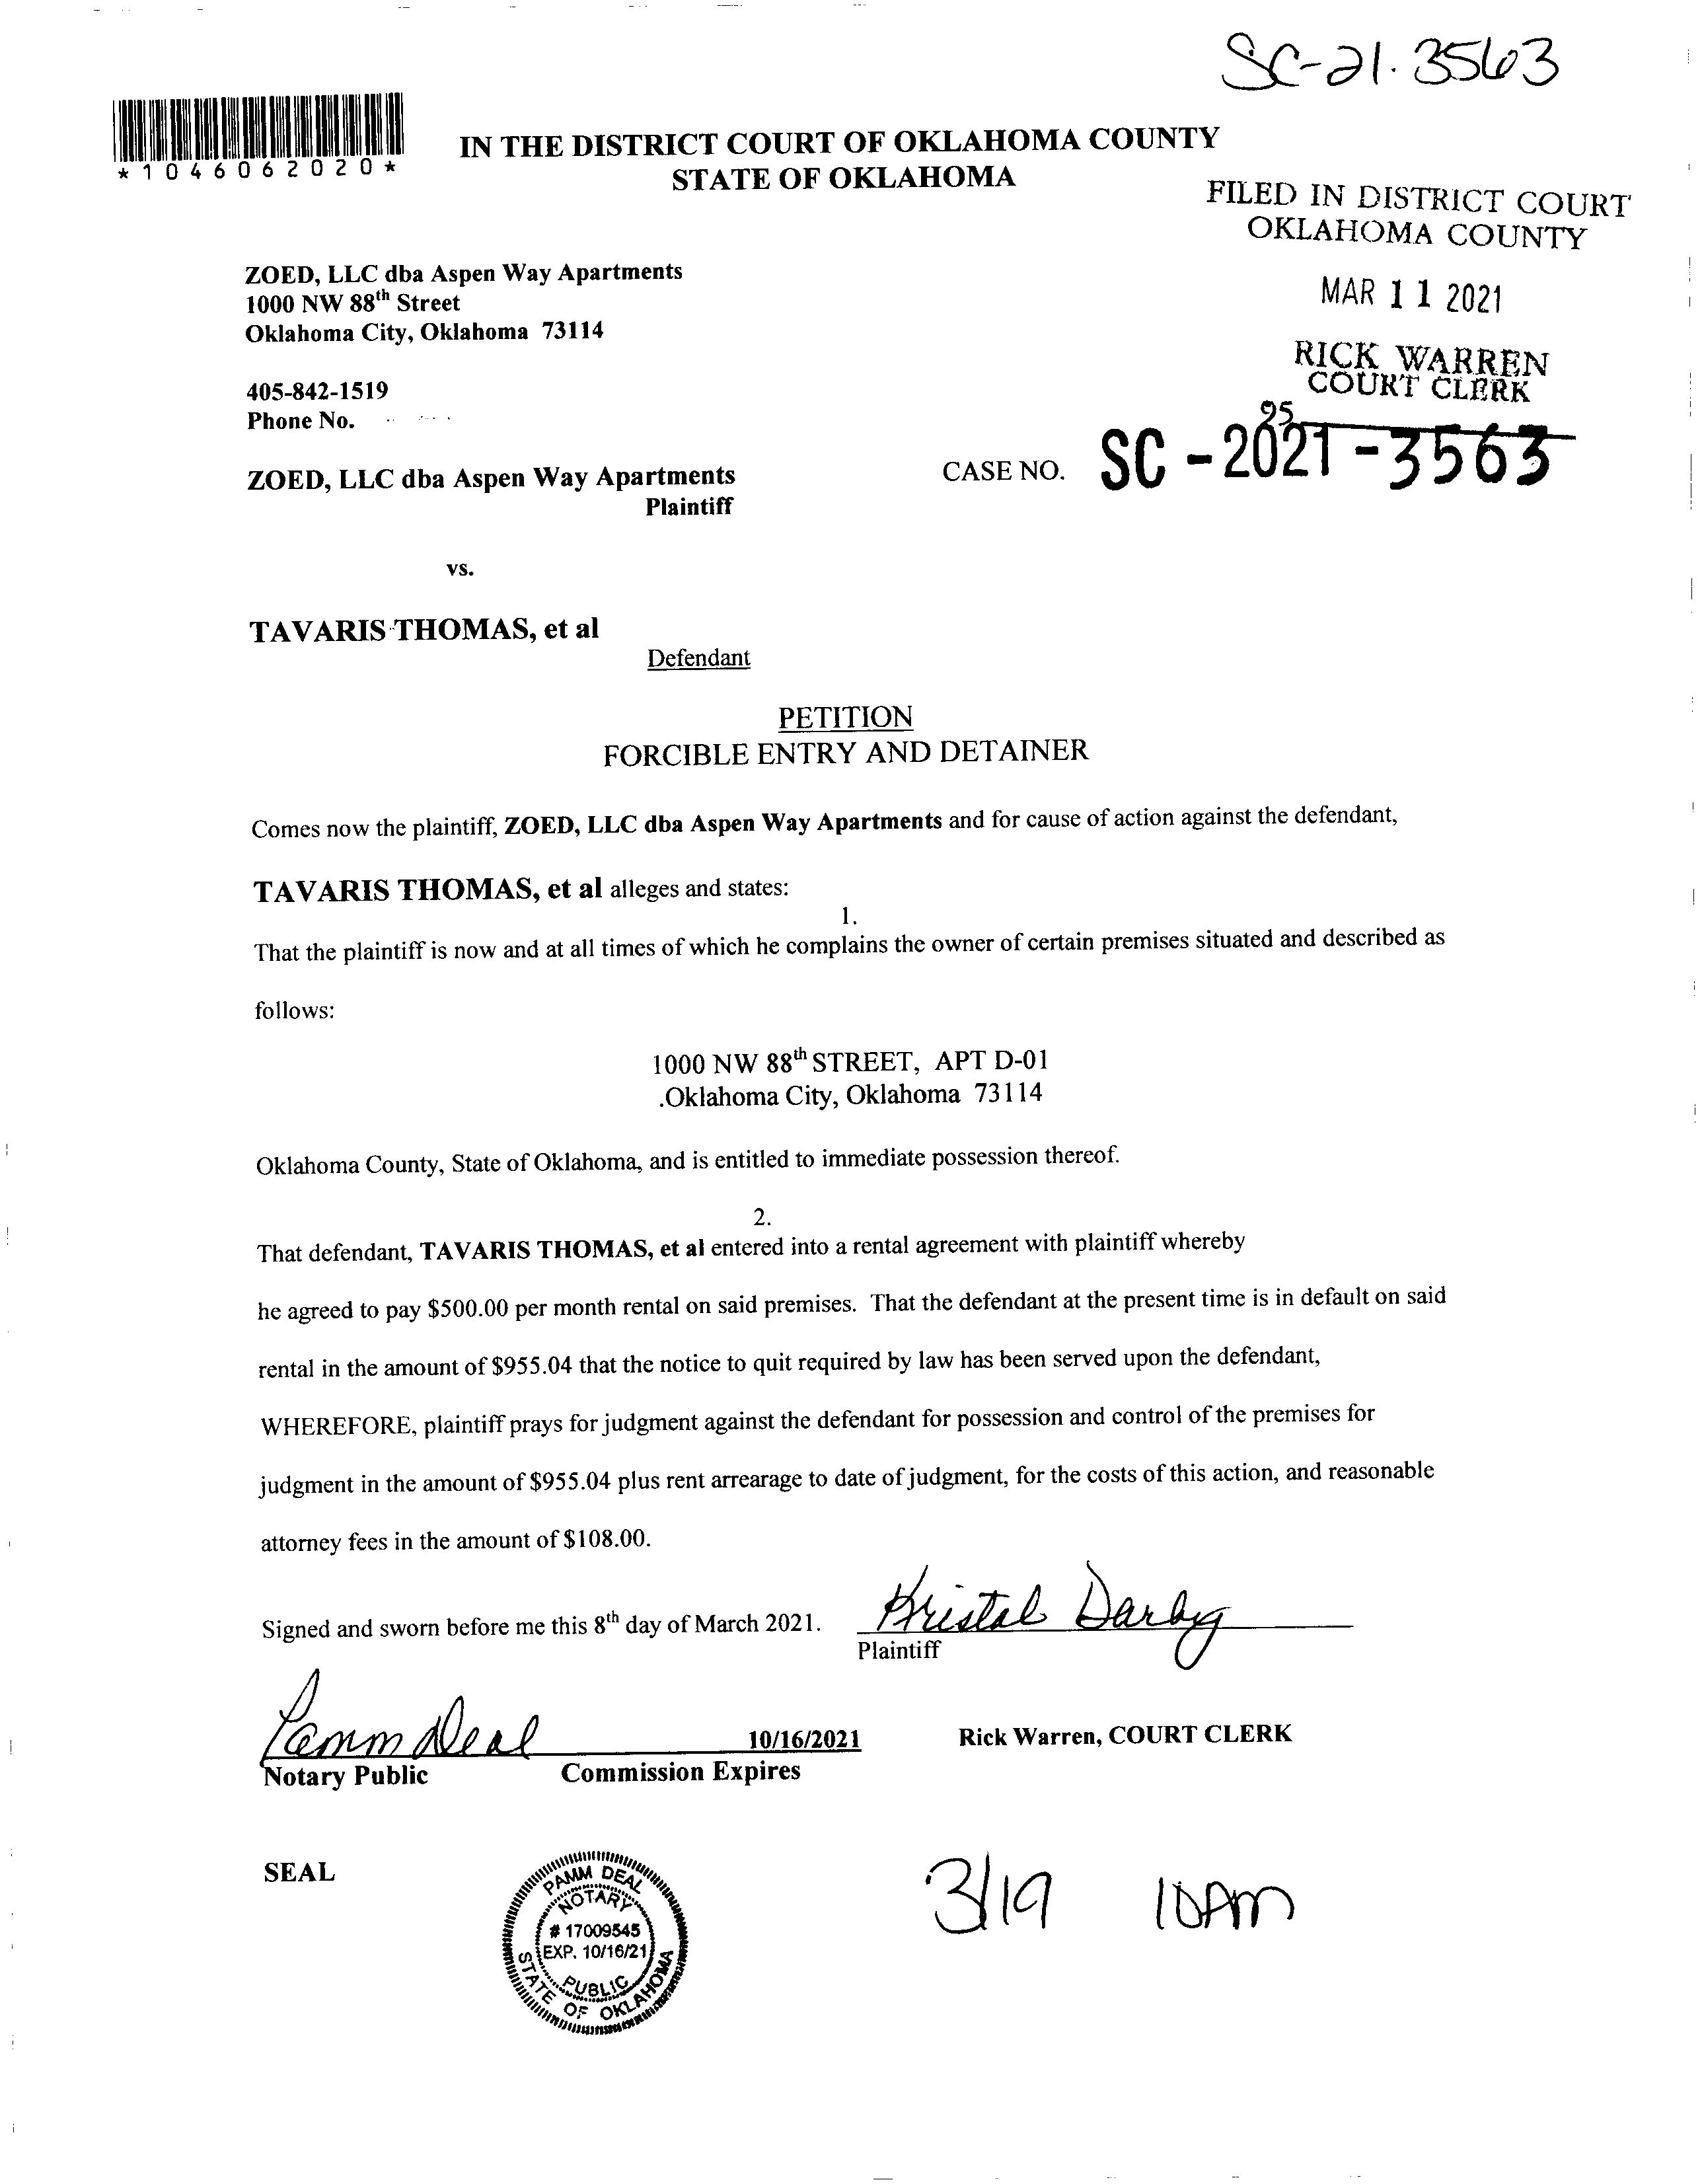 SC-21.3563
*1046062020*
IN THE DISTRICT COURT OF OKLAHOMA COUNTY
STATE OF OKLAHOMA
FILED IN DISTRICT COURT
OKLAHOMA COUNTY
MAR 11 2021
RICK WARREN
COURT CLERK
95
ZOED, LLC dba Aspen Way Apartments
1000 NW 88th Street
Oklahoma City, Oklahoma 73114
405-842-1519
Phone No.
ZOED, LLC dba Aspen Way Apartments
Plaintiff
CASE NO. SC-2021-3563
vs.
TAVARIS THOMAS, et al
Defendant
PETITION
FORCIBLE ENTRY AND DETAINER
Comes now the plaintiff, ZOED, LLC dba Aspen Way Apartments and for cause of action against the defendant,
TAVARIS THOMAS, et al alleges and states:
1.
That the plaintiff is now and at all times of which he complains the owner of certain premises situated and described as
follows:
1000 NW 88th STREET, APT D-01
.Oklahoma City, Oklahoma 73114
Oklahoma County, State of Oklahoma, and is entitled to immediate possession thereof.
2.
That defendant, TAVARIS THOMAS, et al entered into a rental agreement with plaintiff whereby
he agreed to pay $500.00 per month rental on said premises. That the defendant at the present time is in default on said
rental in the amount of $955.04 that the notice to quit required by law has been served upon the defendant,
WHEREFORE, plaintiff prays for judgment against the defendant for possession and control of the premises for
judgment in the amount of $955.04 plus rent arrearage to date of judgment, for the costs of this action, and reasonable
attorney fees in the amount of $108.00.
Signed and sworn before me this 8th day of March 2021. Kristal Darby
Plaintiff
Pamm Deal 10/16/2021 Rick Warren, COURT CLERK
Notary Public Commission Expires
SEAL
PAMM DEAL
NOTARY
# 17009545
EXP. 10/16/21
PUBLIC
STATE OF OKLAHOMA
3/19 10AM